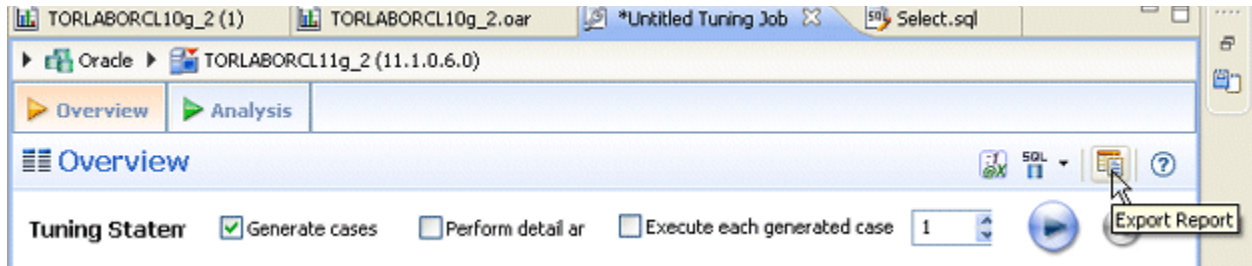 TORLABORCL10g_2 (1) TORLABORCL10g_2.oar *Untitled Tuning Job Select.sql
Oracle TORLABORCL11g_2 (11.1.0.6.0)
Overview Analysis
Overview SQL
Tuning Statem Generate cases Perform detail ar Execute each generated case 1
Export Report